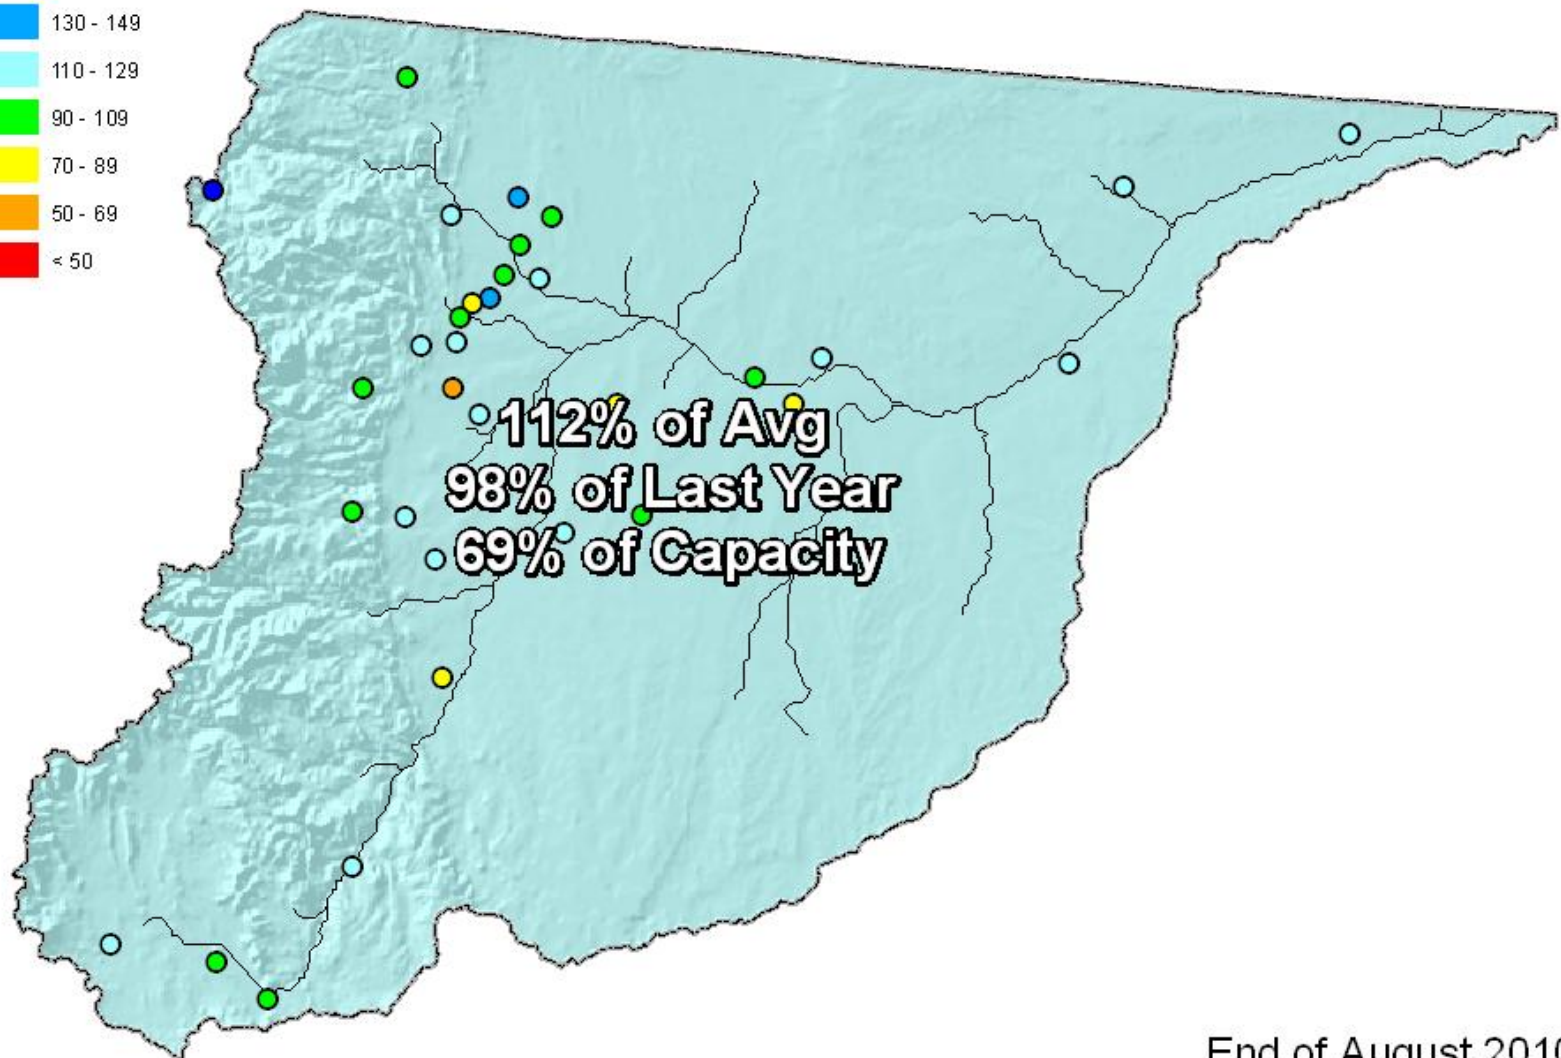 130 - 149
110 - 129
90 - 109
70 - 89
50 - 69
< 50
112% of Avg
98% of Last Year
69% of Capacity
End of August 2010